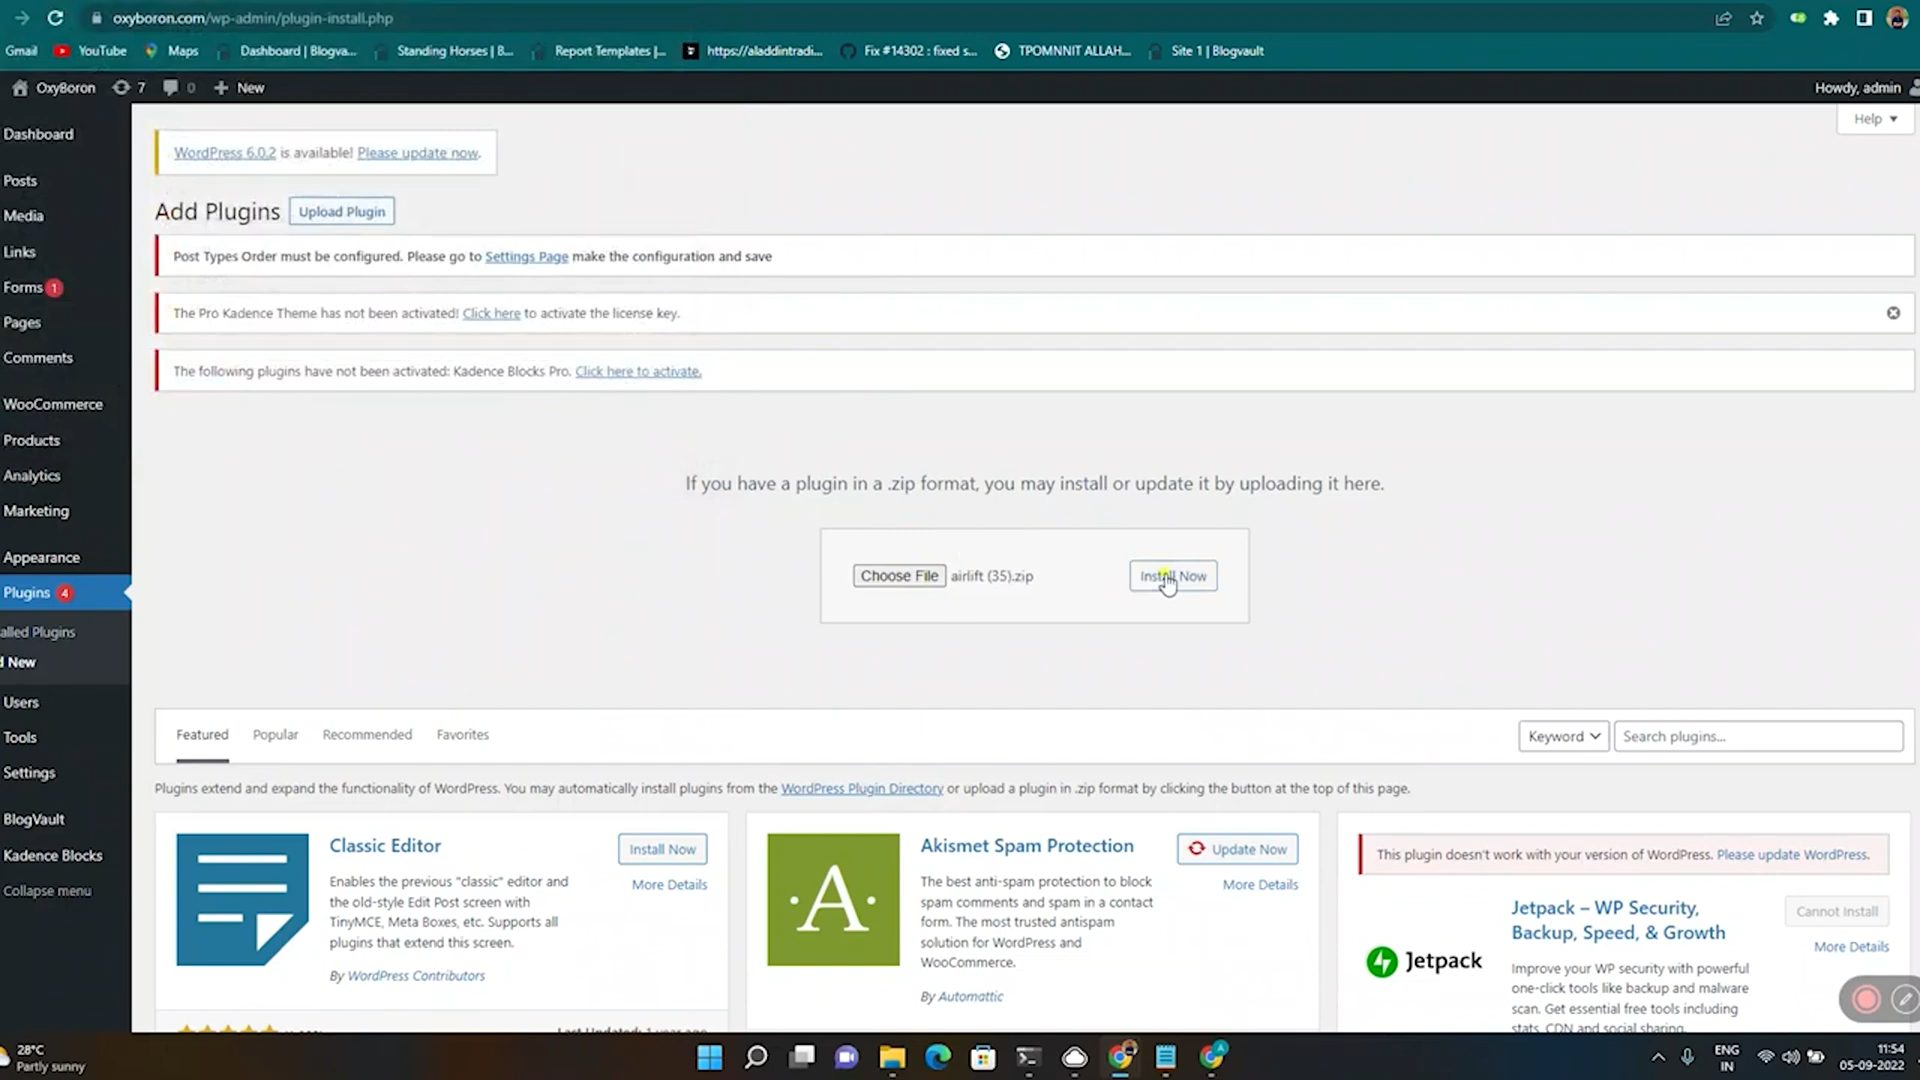 oxyboron.com/wp-admin/plugin-install.php
Gmail YouTube Maps Dashboard | Blogva... Standing Horses | B... Report Templates |... https://aladdintradi... Fix #14302 : fixed s... TPOMNNIT ALLAH... Site 1 | Blogvault
OxyBoron 7 0 New Howdy, admin
Help
Dashboard
Posts
Media
Links
Forms 1
Pages
Comments
WooCommerce
Products
Analytics
Marketing
Appearance
Plugins 4
alled Plugins
d New
Users
Tools
Settings
BlogVault
Kadence Blocks
Collapse menu
WordPress 6.0.2 is available! Please update now.
Add Plugins Upload Plugin
Post Types Order must be configured. Please go to Settings Page make the configuration and save
The Pro Kadence Theme has not been activated! Click here to activate the license key.
The following plugins have not been activated: Kadence Blocks Pro. Click here to activate.
If you have a plugin in a .zip format, you may install or update it by uploading it here.
Choose File airlift (35).zip Install Now
Featured Popular Recommended Favorites Keyword Search plugins...
Plugins extend and expand the functionality of WordPress. You may automatically install plugins from the WordPress Plugin Directory or upload a plugin in .zip format by clicking the button at the top of this page.
Classic Editor
Install Now
More Details
Enables the previous "classic" editor and
the old-style Edit Post screen with
TinyMCE, Meta Boxes, etc. Supports all
plugins that extend this screen.
By WordPress Contributors
Last Updated: 1 year ago
A
Akismet Spam Protection
Update Now
More Details
The best anti-spam protection to block
spam comments and spam in a contact
form. The most trusted antispam
solution for WordPress and
WooCommerce.
By Automattic
This plugin doesn't work with your version of WordPress. Please update WordPress.
Jetpack
Jetpack – WP Security,
Backup, Speed, & Growth
Cannot Install
More Details
Improve your WP security with powerful
one-click tools like backup and malware
scan. Get essential free tools including
stats, CDN and social sharing.
28°C
Partly sunny
ENG
IN
11:54
05-09-2022